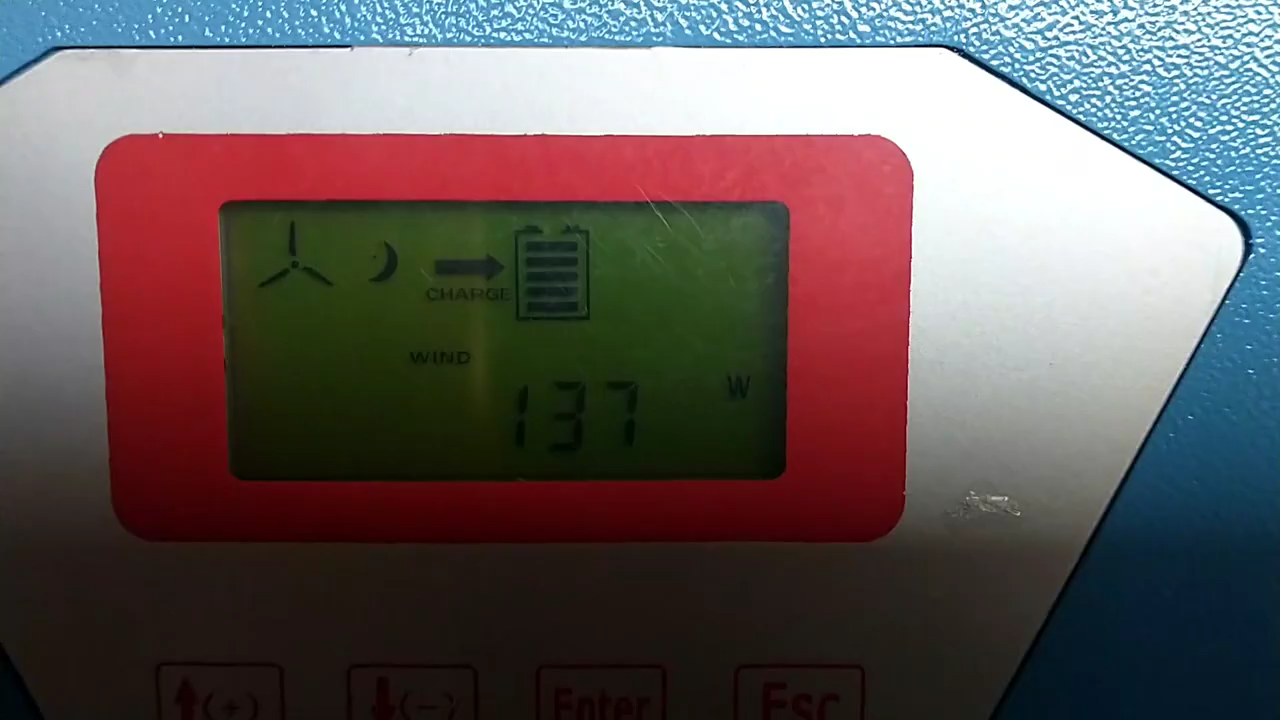 CHARGE
WIND
137 W
(+) (−) Enter Esc